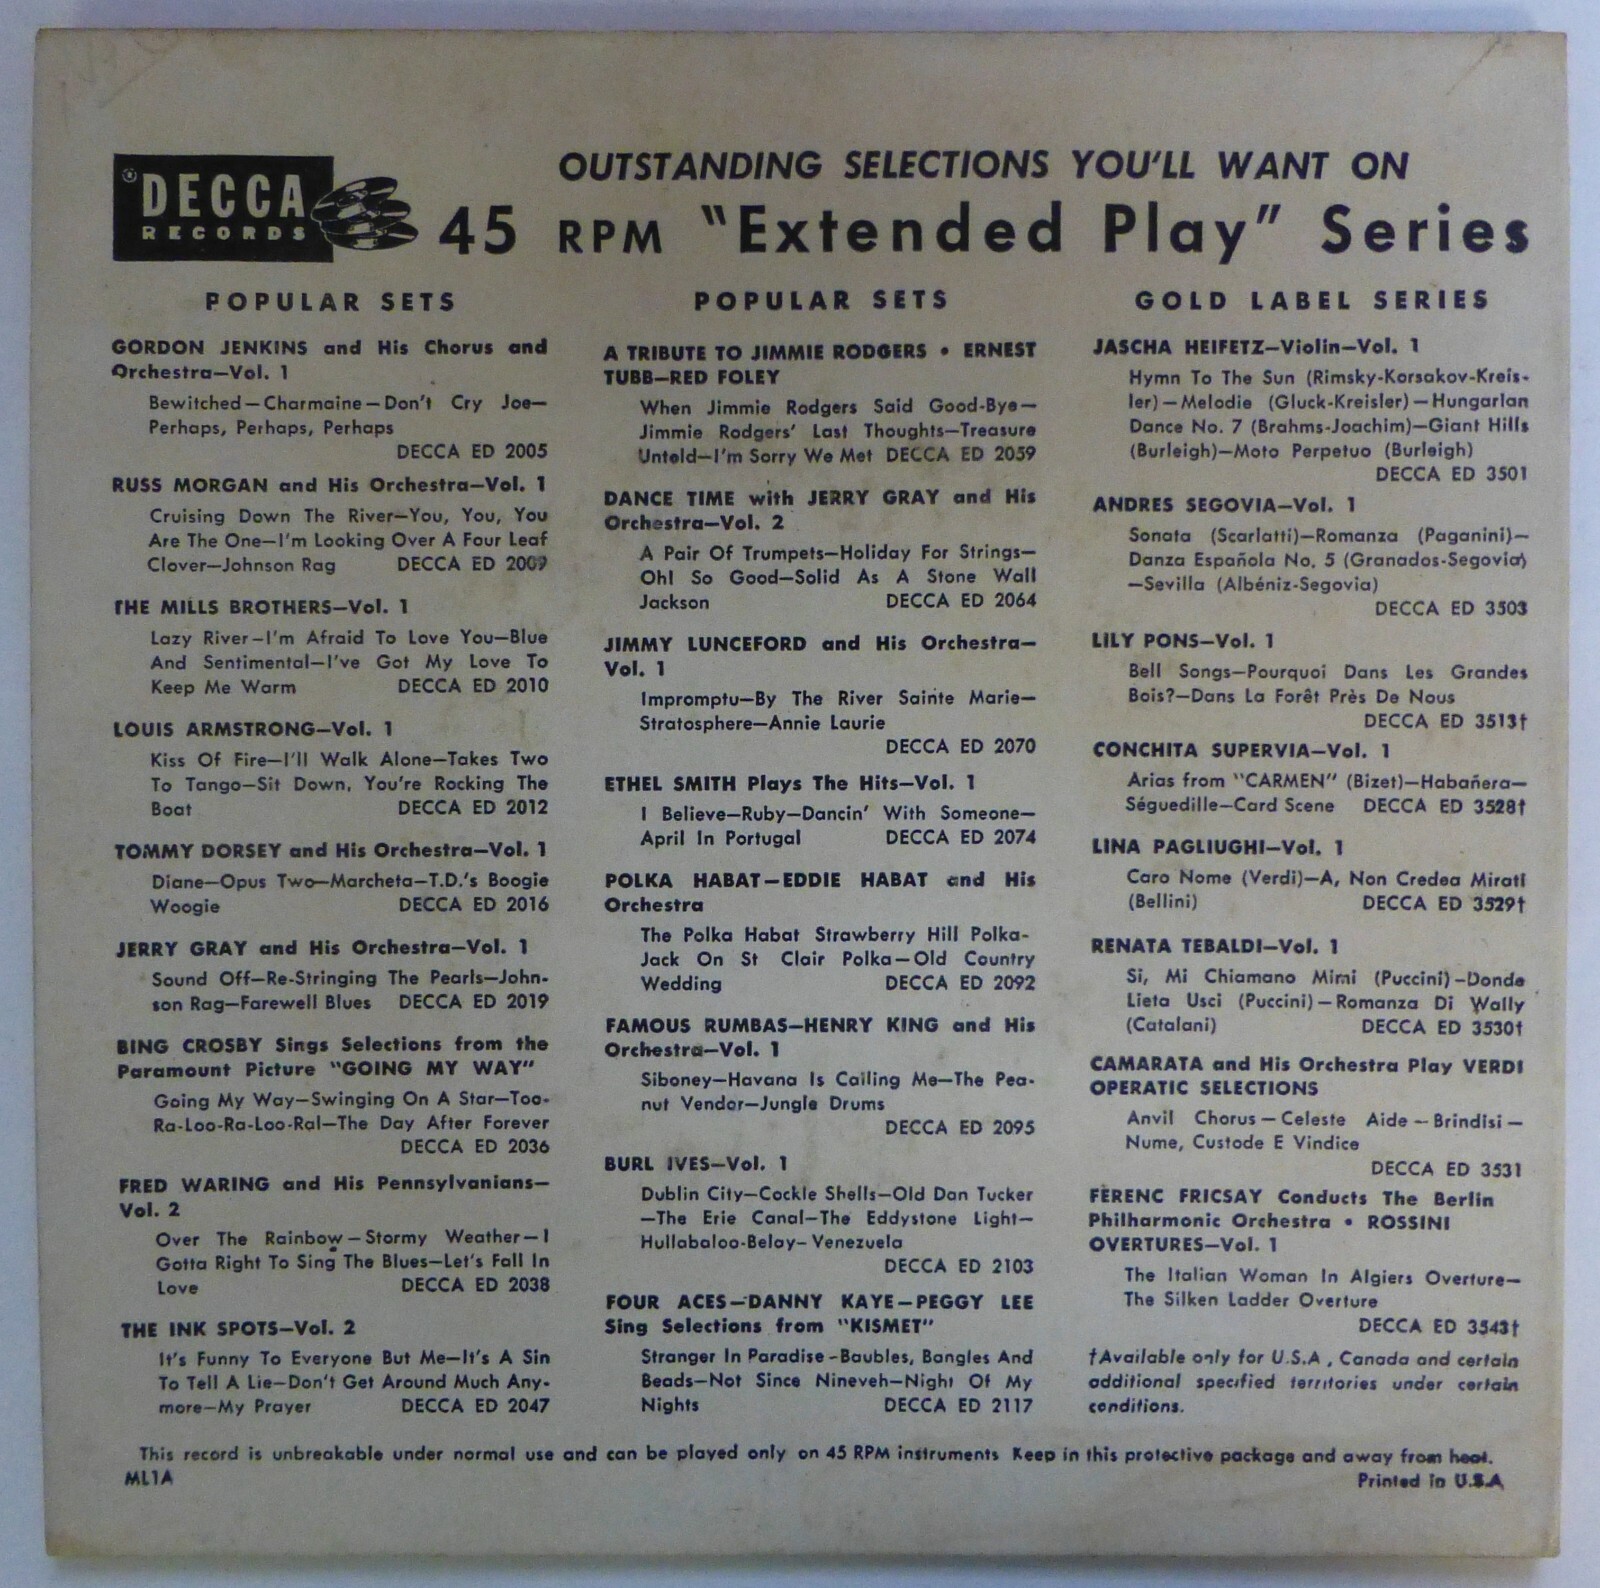 ® DECCA
RECORDS
OUTSTANDING SELECTIONS YOU'LL WANT ON
45 RPM "Extended Play" Series
POPULAR SETS
GORDON JENKINS and His Chorus and
Orchestra—Vol. 1
Bewitched—Charmaine—Don't Cry Joe—
Perhaps, Perhaps, Perhaps
DECCA ED 2005
RUSS MORGAN and His Orchestra—Vol. 1
Cruising Down The River—You, You, You
Are The One—I'm Looking Over A Four Leaf
Clover—Johnson Rag DECCA ED 2009
THE MILLS BROTHERS—Vol. 1
Lazy River—I'm Afraid To Love You—Blue
And Sentimental—I've Got My Love To
Keep Me Warm DECCA ED 2010
LOUIS ARMSTRONG—Vol. 1
Kiss Of Fire—I'll Walk Alone—Takes Two
To Tango—Sit Down, You're Rocking The
Boat DECCA ED 2012
TOMMY DORSEY and His Orchestra—Vol. 1
Diane—Opus Two—Marcheta—T.D.'s Boogie
Woogie DECCA ED 2016
JERRY GRAY and His Orchestra—Vol. 1
Sound Off—Re-Stringing The Pearls—John-
son Rag—Farewell Blues DECCA ED 2019
BING CROSBY Sings Selections from the
Paramount Picture "GOING MY WAY"
Going My Way—Swinging On A Star—Too-
Ra-Loo-Ra-Loo-Ral—The Day After Forever
DECCA ED 2036
FRED WARING and His Pennsylvanians—
Vol. 2
Over The Rainbow—Stormy Weather—I
Gotta Right To Sing The Blues—Let's Fall In
Love DECCA ED 2038
THE INK SPOTS—Vol. 2
It's Funny To Everyone But Me—It's A Sin
To Tell A Lie—Don't Get Around Much Any-
more—My Prayer DECCA ED 2047
POPULAR SETS
A TRIBUTE TO JIMMIE RODGERS • ERNEST
TUBB—RED FOLEY
When Jimmie Rodgers Said Good-Bye—
Jimmie Rodgers' Last Thoughts—Treasure
Untold—I'm Sorry We Met DECCA ED 2059
DANCE TIME with JERRY GRAY and His
Orchestra—Vol. 2
A Pair Of Trumpets—Holiday For Strings—
Oh! So Good—Solid As A Stone Wall
Jackson DECCA ED 2064
JIMMY LUNCEFORD and His Orchestra—
Vol. 1
Impromptu—By The River Sainte Marie—
Stratosphere—Annie Laurie
DECCA ED 2070
ETHEL SMITH Plays The Hits—Vol. 1
I Believe—Ruby—Dancin' With Someone—
April In Portugal DECCA ED 2074
POLKA HABAT—EDDIE HABAT and His
Orchestra
The Polka Habat Strawberry Hill Polka-
Jack On St Clair Polka—Old Country
Wedding DECCA ED 2092
FAMOUS RUMBAS—HENRY KING and His
Orchestra—Vol. 1
Siboney—Havana Is Calling Me—The Pea-
nut Vendor—Jungle Drums
DECCA ED 2095
BURL IVES—Vol. 1
Dublin City—Cockle Shells—Old Dan Tucker
—The Erie Canal—The Eddystone Light—
Hullabaloo-Belay—Venezuela
DECCA ED 2103
FOUR ACES—DANNY KAYE—PEGGY LEE
Sing Selections from "KISMET"
Stranger In Paradise-Baubles, Bangles And
Beads—Not Since Nineveh—Night Of My
Nights DECCA ED 2117
GOLD LABEL SERIES
JASCHA HEIFETZ—Violin—Vol. 1
Hymn To The Sun (Rimsky-Korsakov-Kreis-
ler)—Melodie (Gluck-Kreisler)—Hungarian
Dance No. 7 (Brahms-Joachim)—Giant Hills
(Burleigh)—Moto Perpetuo (Burleigh)
DECCA ED 3501
ANDRES SEGOVIA—Vol. 1
Sonata (Scarlatti)—Romanza (Paganini)—
Danza Española No. 5 (Granados-Segovia)
—Sevilla (Albéniz-Segovia)
DECCA ED 3503
LILY PONS—Vol. 1
Bell Songs—Pourquoi Dans Les Grandes
Bois?—Dans La Forêt Près De Nous
DECCA ED 3513†
CONCHITA SUPERVIA—Vol. 1
Arias from "CARMEN" (Bizet)—Habañera—
Séguedille—Card Scene DECCA ED 3528†
LINA PAGLIUGHI—Vol. 1
Caro Nome (Verdi)—A, Non Credea Mirati
(Bellini) DECCA ED 3529†
RENATA TEBALDI—Vol. 1
Si, Mi Chiamano Mimi (Puccini)—Donde
Lieta Usci (Puccini)—Romanza Di Wally
(Catalani) DECCA ED 3530†
CAMARATA and His Orchestra Play VERDI
OPERATIC SELECTIONS
Anvil Chorus—Celeste Aide—Brindisi—
Nume, Custode E Vindice
DECCA ED 3531
FERENC FRICSAY Conducts The Berlin
Philharmonic Orchestra • ROSSINI
OVERTURES—Vol. 1
The Italian Woman In Algiers Overture—
The Silken Ladder Overture
DECCA ED 3543†
†Available only for U.S.A, Canada and certain
additional specified territories under certain
conditions.
This record is unbreakable under normal use and can be played only on 45 RPM instruments Keep in this protective package and away from heat.
ML1A Printed in U.S.A